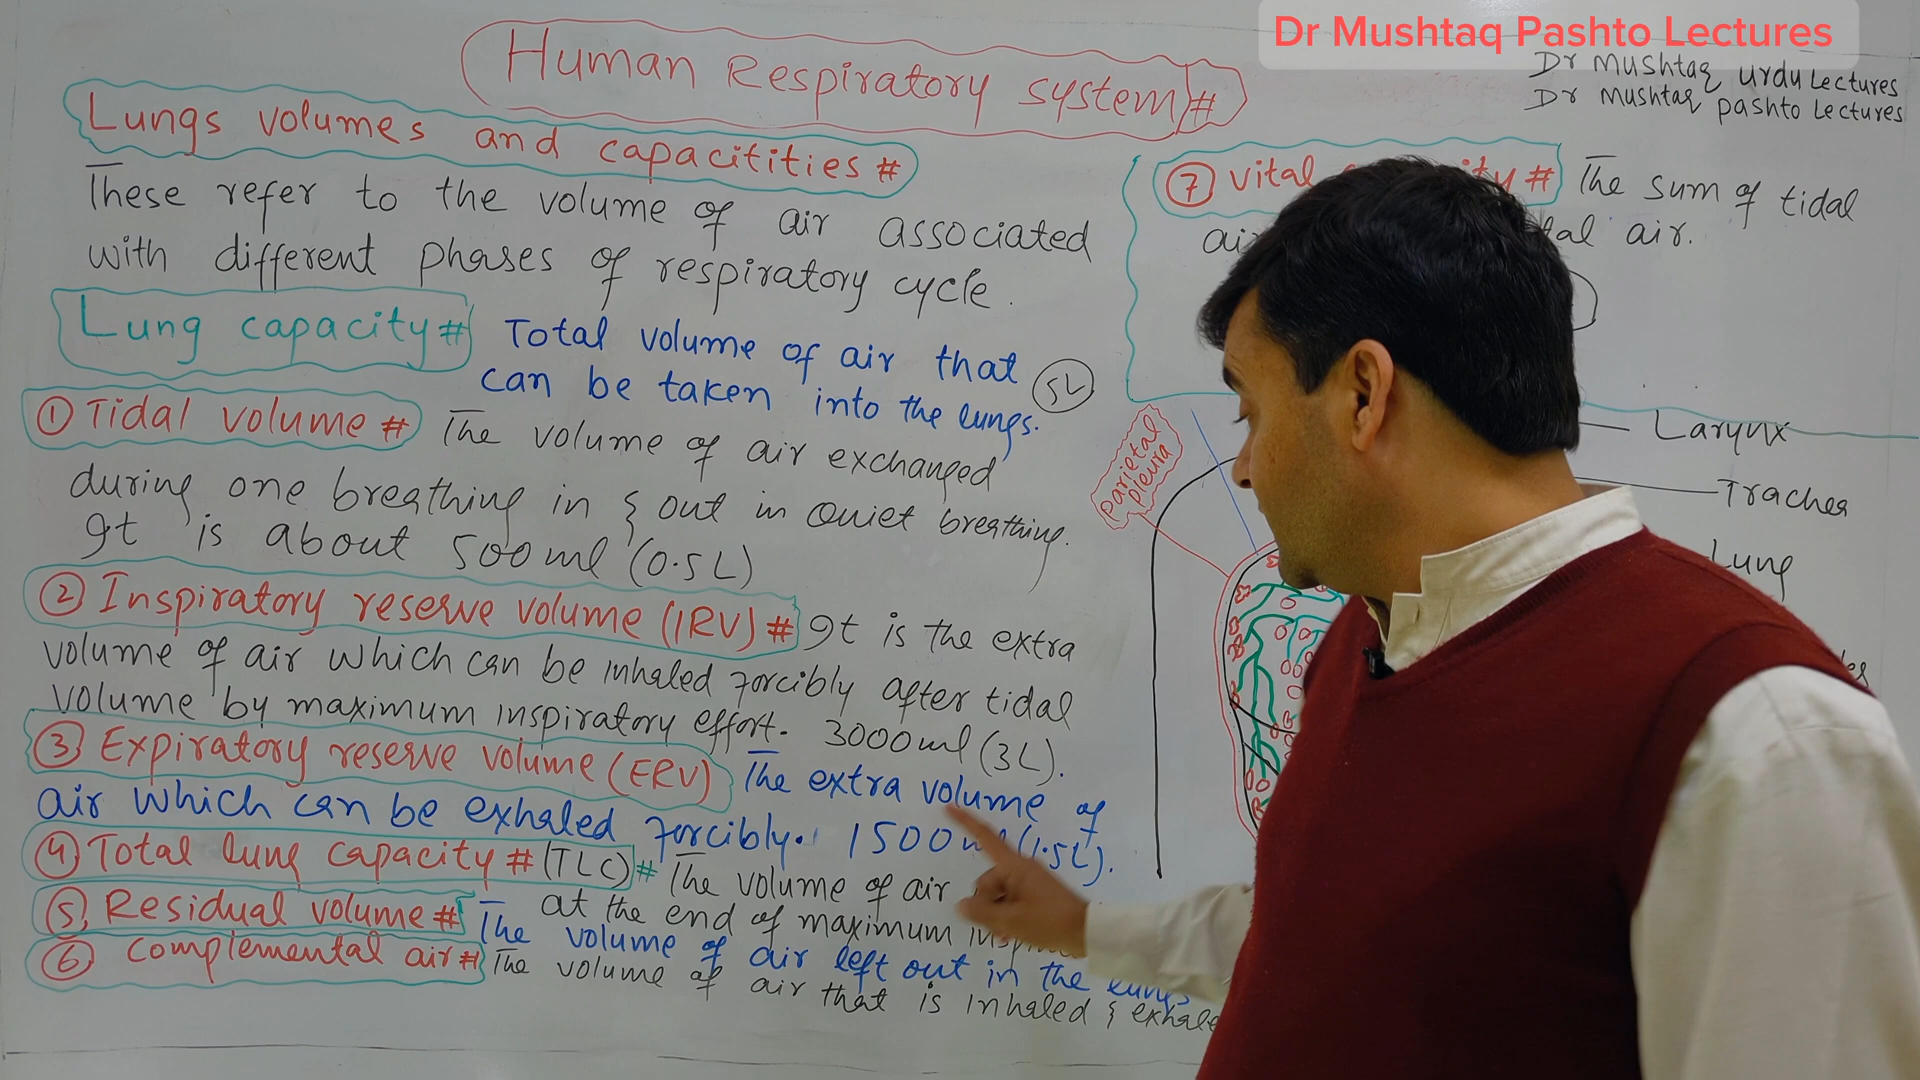 Dr Mushtaq Pashto Lectures
Human Respiratory system #
Dr Mushtaq Urdu Lectures
Dr Mushtaq Pashto Lectures
Lungs volumes and capacitities #
These refer to the volume of air associated
with different phases of respiratory cycle.
Lung capacity # Total volume of air that
can be taken into the lungs. 5L
① Tidal volume # The volume of air exchanged
during one breathing in & out in Quiet breathing.
It is about 500ml (0.5L)
② Inspiratory reserve volume (IRV) # It is the extra
volume of air which can be inhaled forcibly after tidal
volume by maximum inspiratory effort. 3000ml (3L).
③ Expiratory reserve volume (ERV) The extra volume of
air which can be exhaled forcibly. 1500ml (1.5L).
④ Total lung capacity # (TLC) # The volume of air
at the end of maximum
⑤ Residual volume # The volume of air left out in the lungs
⑥ Complemental air # The volume of air that is inhaled & exhale
⑦ Vital # The sum of tidal
air.
Parietal
pleura
Larynx
Trachea
Lung